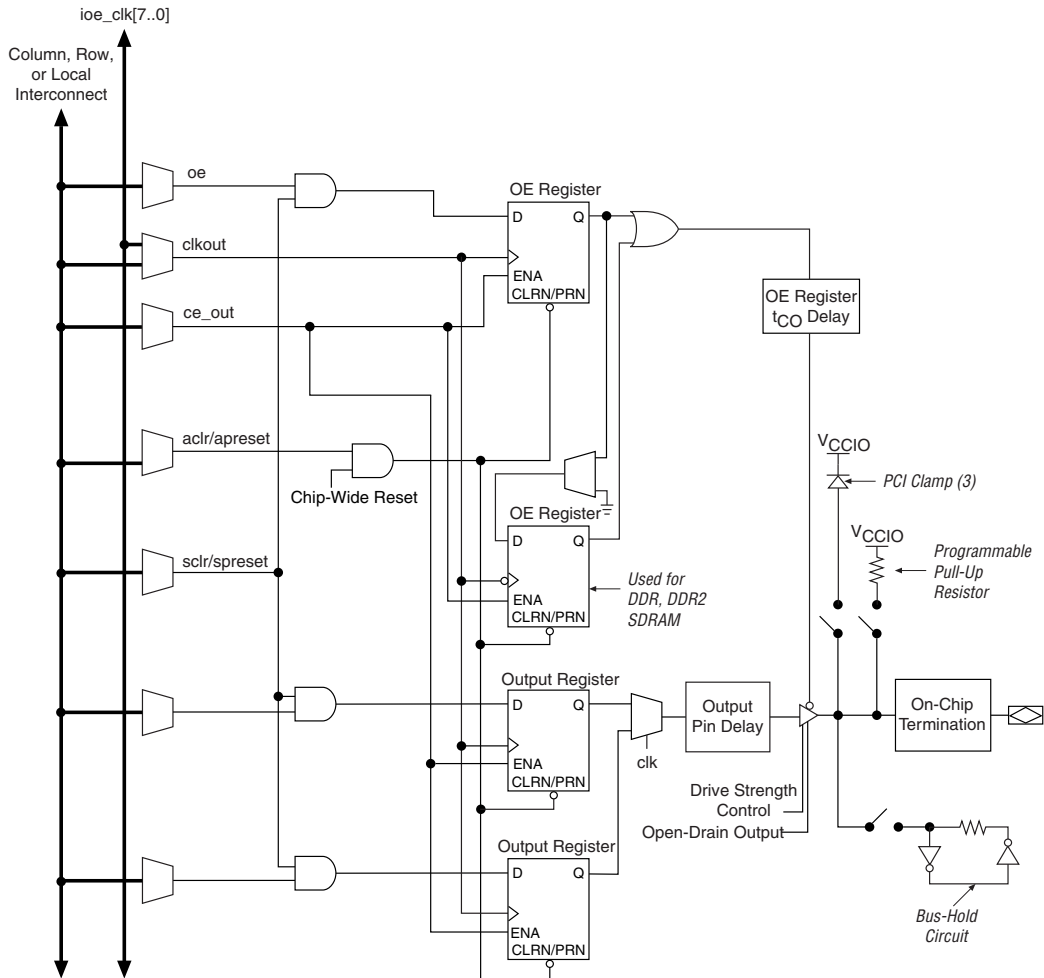 ioe_clk[7..0]
Column, Row,
or Local
Interconnect
oe
OE Register
D
Q
clkout
ENA
CLRN/PRN
ce_out
OE Register
tCO Delay
aclr/apreset
VCCIO
PCI Clamp (3)
Chip-Wide Reset
OE Register
D
Q
VCCIO
Programmable
Pull-Up
Resistor
sclr/spreset
Used for
DDR, DDR2
SDRAM
ENA
CLRN/PRN
Output Register
D
Q
Output
Pin Delay
On-Chip
Termination
ENA
clk
CLRN/PRN
Drive Strength
Control
Open-Drain Output
Output Register
D
Q
ENA
CLRN/PRN
Bus-Hold
Circuit